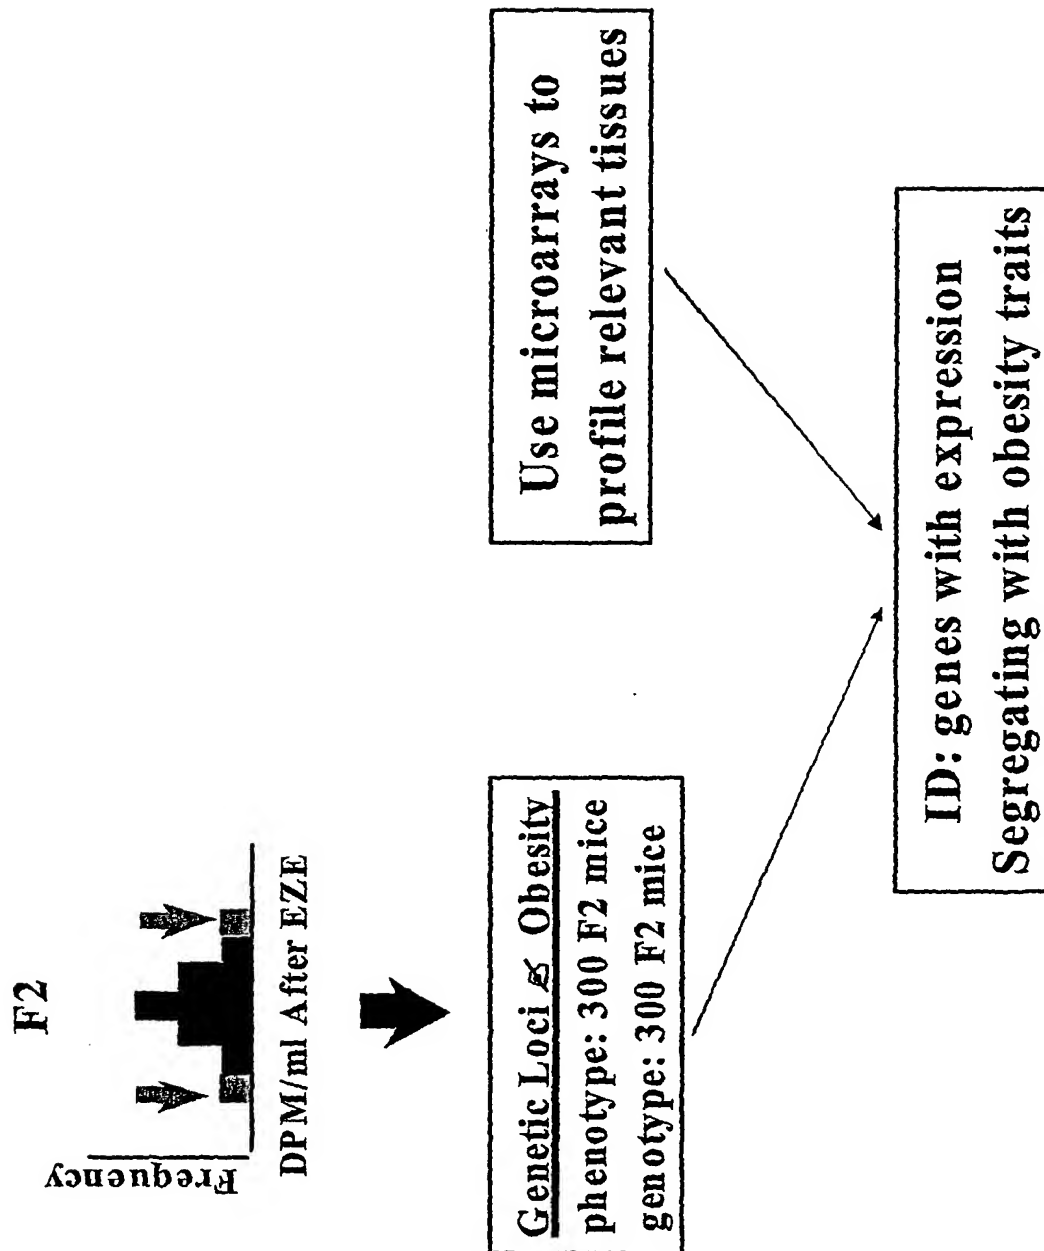 F2
Frequency
DPM/ml After EZE
Genetic Loci & Obesity
phenotype: 300 F2 mice
genotype: 300 F2 mice
Use microarrays to
profile relevant tissues
ID: genes with expression
Segregating with obesity traits